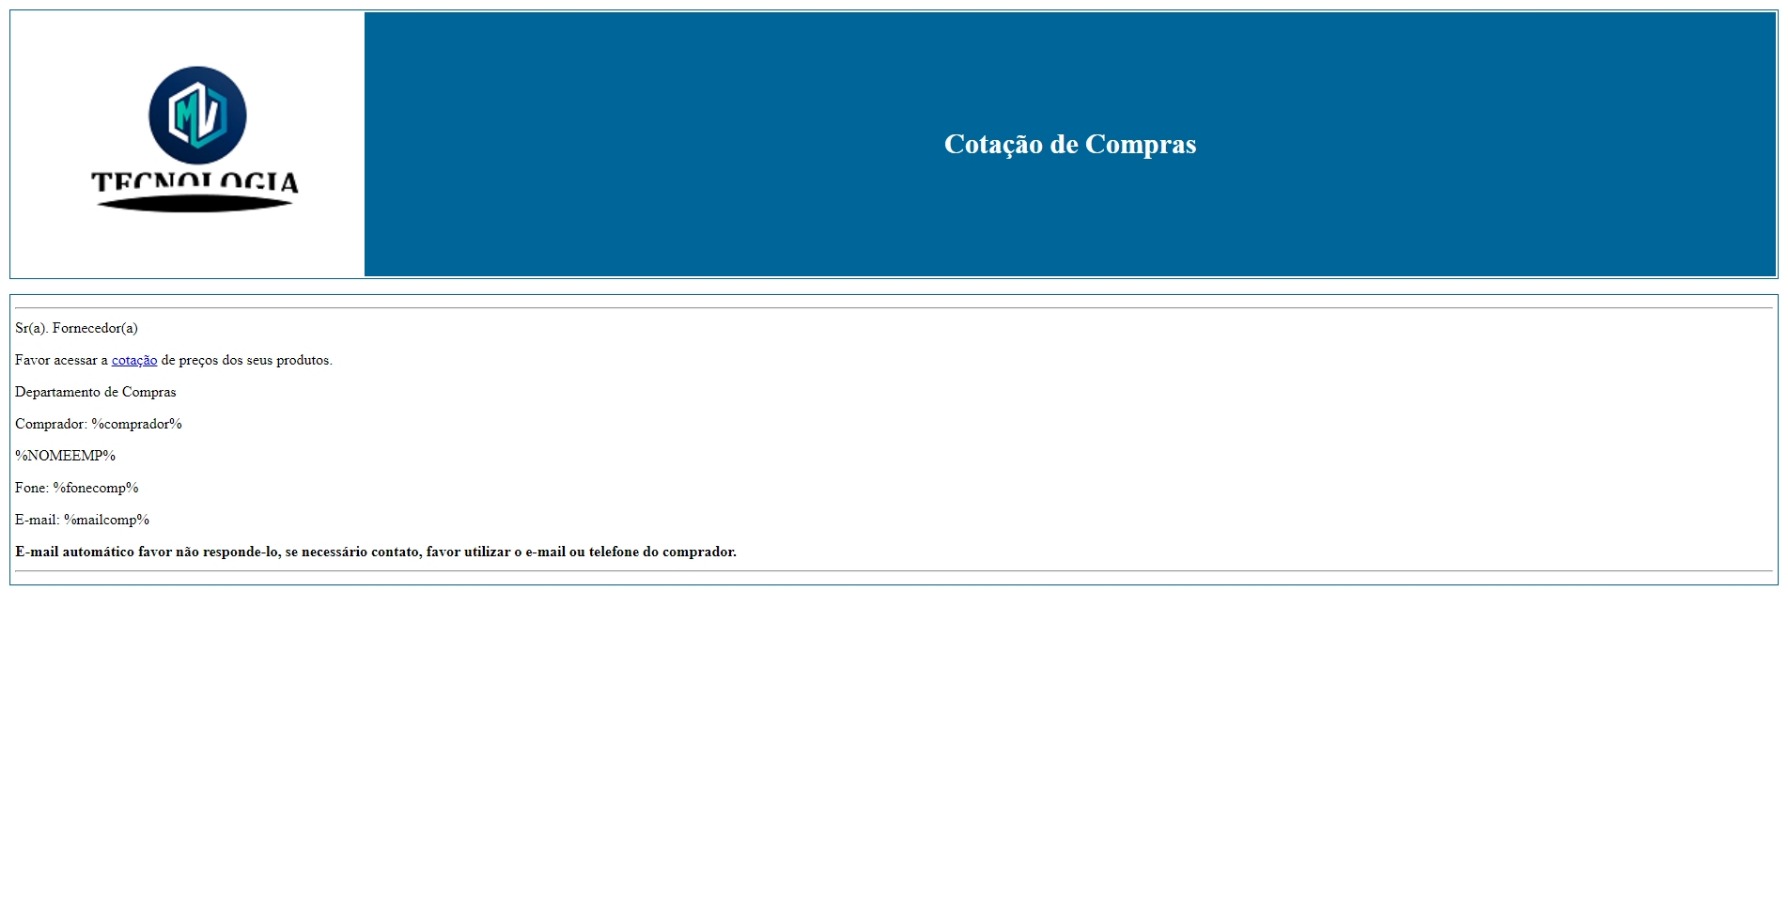 MV
TECNOLOGIA
Cotação de Compras
Sr(a). Fornecedor(a)
Favor acessar a cotação de preços dos seus produtos.
Departamento de Compras
Comprador: %comprador%
%NOMEEMP%
Fone: %fonecomp%
E-mail: %mailcomp%
E-mail automático favor não responde-lo, se necessário contato, favor utilizar o e-mail ou telefone do comprador.